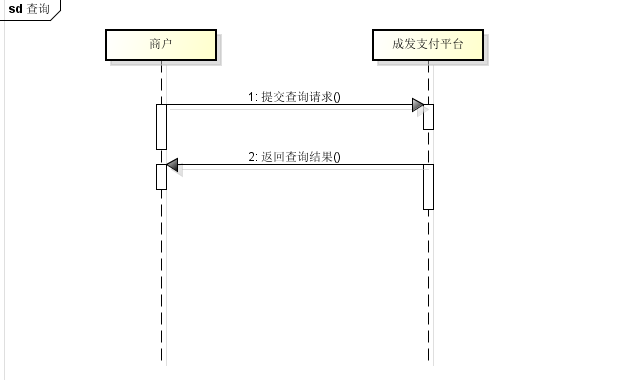 sd 查询
商户
成发支付平台
1: 提交查询请求()
2: 返回查询结果()